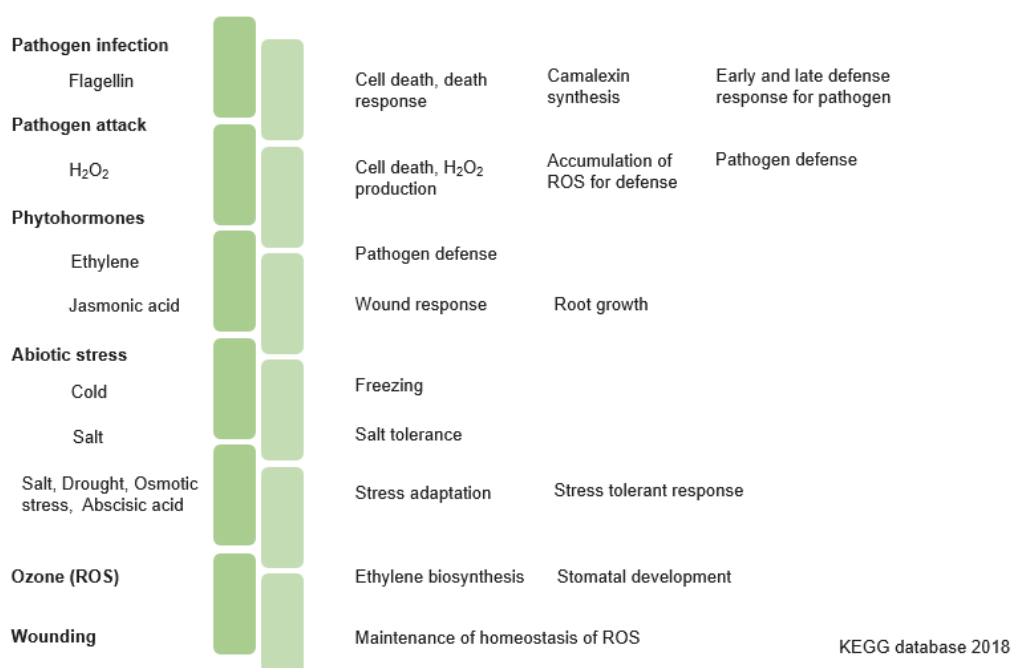 Pathogen infection
Flagellin
Cell death, death
response
Camalexin
synthesis
Early and late defense
response for pathogen
Pathogen attack
H₂O₂
Cell death, H₂O₂
production
Accumulation of
ROS for defense
Pathogen defense
Phytohormones
Ethylene
Pathogen defense
Jasmonic acid
Wound response
Root growth
Abiotic stress
Cold
Freezing
Salt
Salt tolerance
Salt, Drought, Osmotic
stress, Abscisic acid
Stress adaptation
Stress tolerant response
Ozone (ROS)
Ethylene biosynthesis
Stomatal development
Wounding
Maintenance of homeostasis of ROS
KEGG database 2018